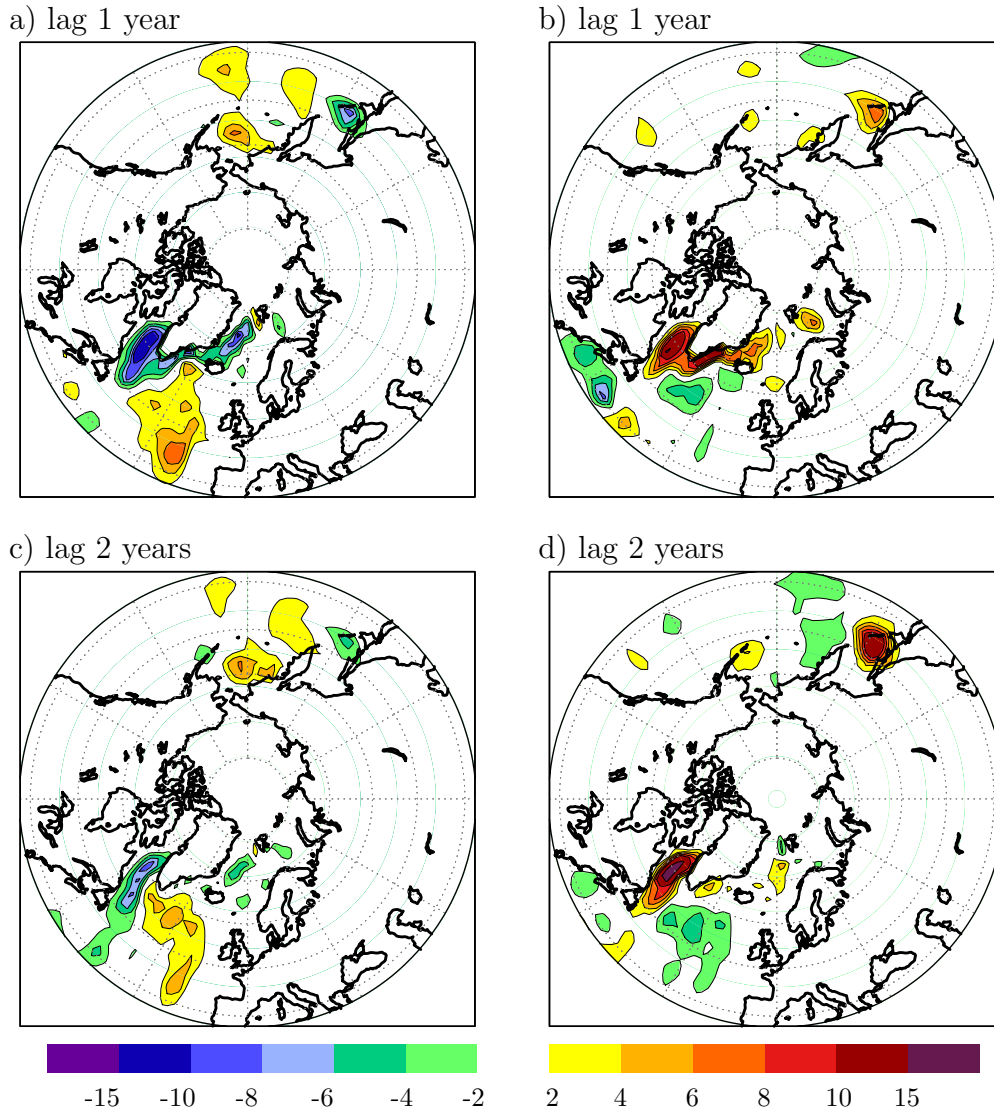 a) lag 1 year
b) lag 1 year
c) lag 2 years
d) lag 2 years
-15 -10 -8 -6 -4 -2
2 4 6 8 10 15